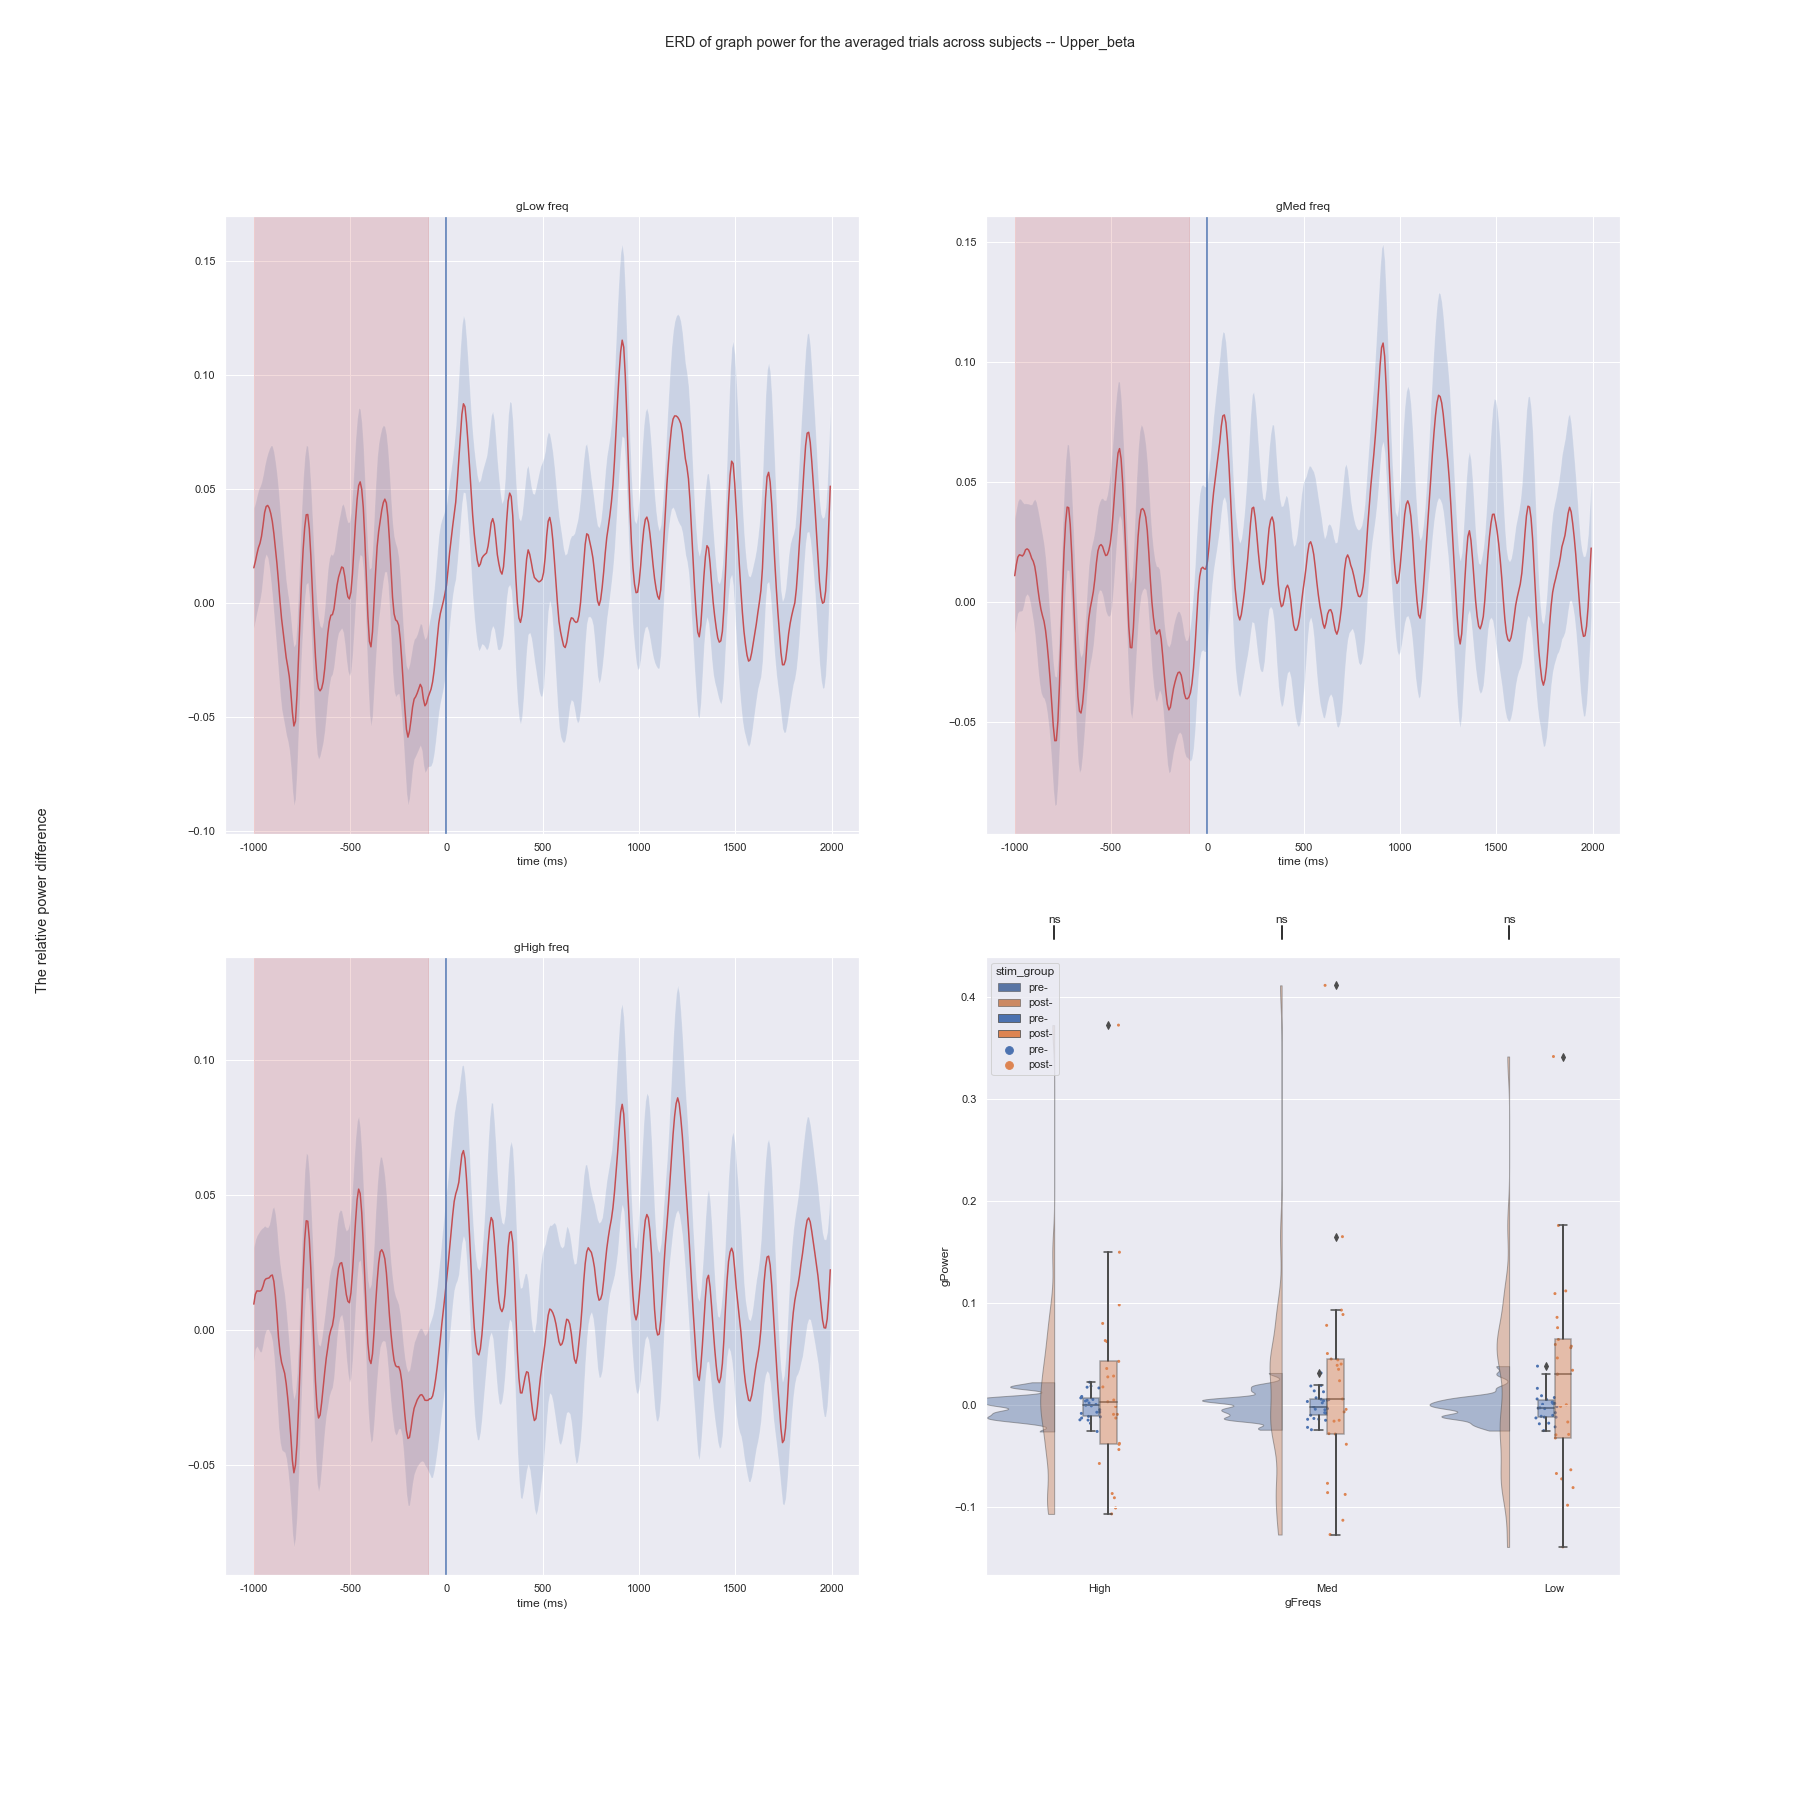 ERD of graph power for the averaged trials across subjects -- Upper_beta
The relative power difference
gLow freq
0.15
0.10
0.05
0.00
−0.05
−0.10
-1000 -500 0 500 1000 1500 2000
time (ms)
gMed freq
0.15
0.10
0.05
0.00
−0.05
-1000 -500 0 500 1000 1500 2000
time (ms)
gHigh freq
0.10
0.05
0.00
−0.05
-1000 -500 0 500 1000 1500 2000
time (ms)
ns ns ns
stim_group
pre-
post-
pre-
post-
pre-
post-
gPower
0.4
0.3
0.2
0.1
0.0
−0.1
High Med Low
gFreqs